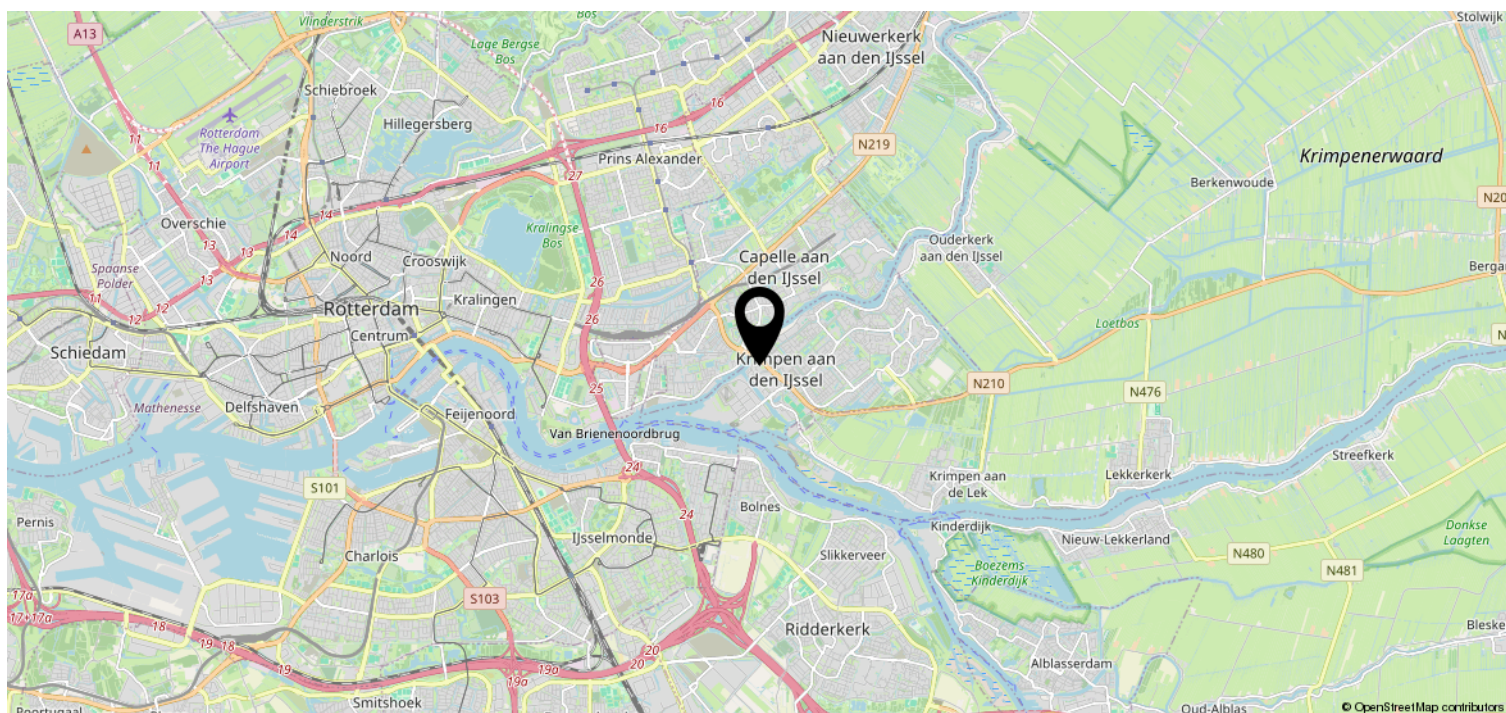 Vlinderstrik
Bos
Stolwijk
A13
Lage Bergse
Bos
Nieuwerkerk
aan den IJssel
Schiebroek
16
Hillegersberg
Rotterdam
The Hague
Airport
11
16
N219
11
Prins Alexander
27
Krimpenerwaard
Berkenwoude
N20
14
Overschie
13
14
13
Kralingse
Bos
Noord
Crooswijk
Ouderkerk
aan den IJssel
Capelle aan
den IJssel
Spaanse
Polder
13
26
Berga
11
12
12
Kralingen
Rotterdam
26
Loetbos
Centrum
Schiedam
Krimpen aan
den IJssel
N
N210
N476
25
Mathenesse
Delfshaven
Feijenoord
Van Brienenoordbrug
24
Streefkerk
Krimpen aan
de Lek
Lekkerkerk
S101
24
Bolnes
Pernis
Kinderdijk
Donkse
Laagten
IJsselmonde
Nieuw-Lekkerland
Charlois
Slikkerveer
N480
Boezems
Kinderdijk
N481
17a
S103
17+17a
18
18
19
19
Ridderkerk
Bleske
20
20
19a
19a
Alblasserdam
Smitshoek
Oud-Alblas
© OpenStreetMap contributors